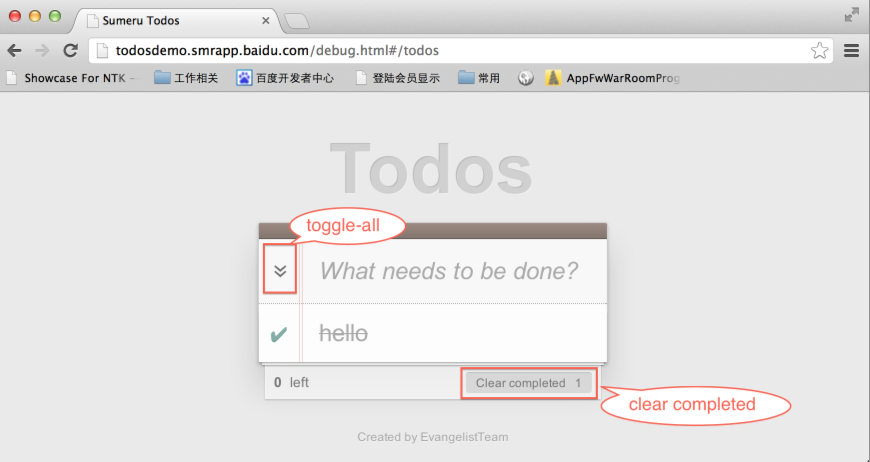 Sumeru Todos
todosdemo.smrapp.baidu.com/debug.html#/todos
Showcase For NTK
工作相关
百度开发者中心
登陆会员显示
常用
AppFwWarRoomProg
Todos
toggle-all
What needs to be done?
hello
0 left
Clear completed 1
clear completed
Created by EvangelistTeam